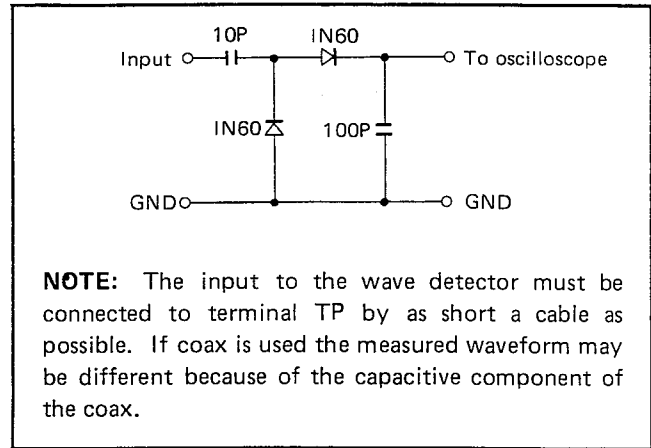 10P
IN60
Input
To oscilloscope
IN60
100P
GND
GND
NOTE: The input to the wave detector must be
connected to terminal TP by as short a cable as
possible. If coax is used the measured waveform may
be different because of the capacitive component of
the coax.